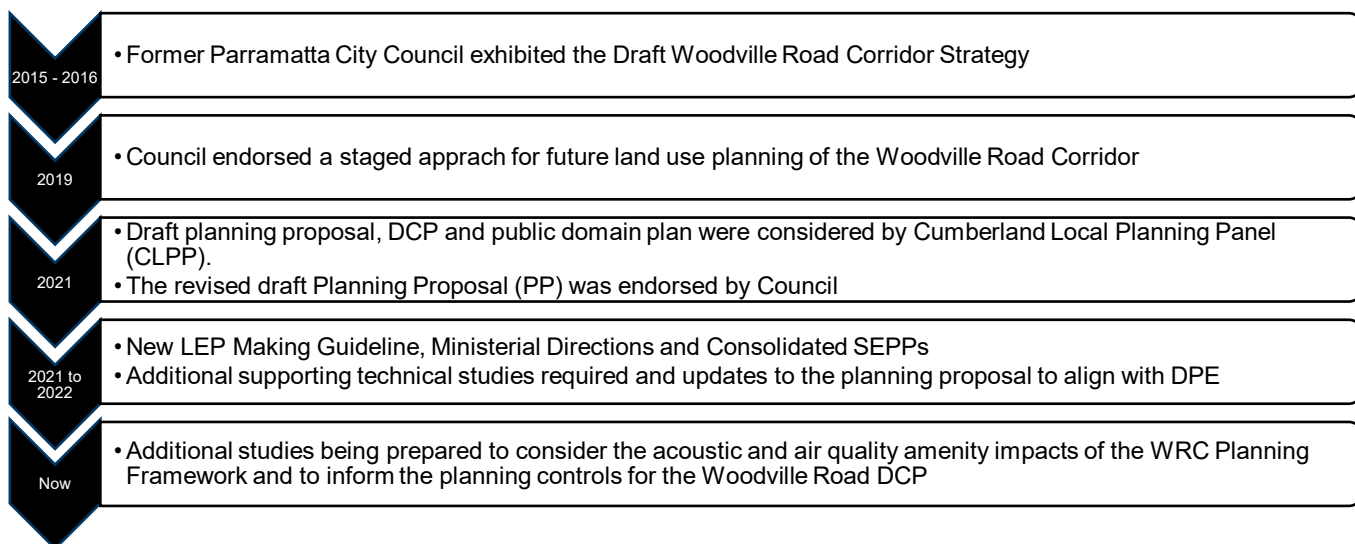 2015 - 2016
• Former Parramatta City Council exhibited the Draft Woodville Road Corridor Strategy
2019
• Council endorsed a staged apprach for future land use planning of the Woodville Road Corridor
2021
• Draft planning proposal, DCP and public domain plan were considered by Cumberland Local Planning Panel
(CLPP).
• The revised draft Planning Proposal (PP) was endorsed by Council
2021 to
2022
• New LEP Making Guideline, Ministerial Directions and Consolidated SEPPs
• Additional supporting technical studies required and updates to the planning proposal to align with DPE
Now
• Additional studies being prepared to consider the acoustic and air quality amenity impacts of the WRC Planning
Framework and to inform the planning controls for the Woodville Road DCP